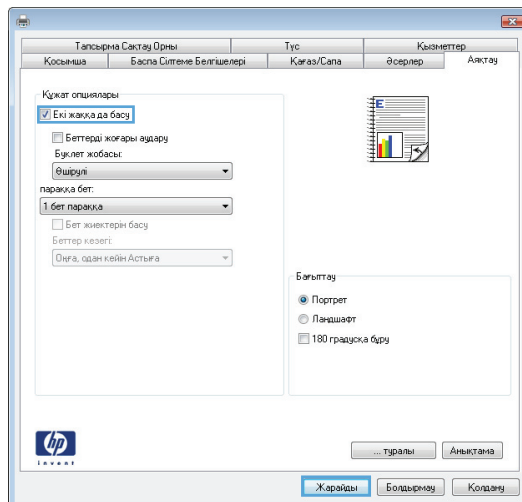 Тапсырма Сақтау Орны Түс Қызметтер
Қосымша Баспа Сілтеме Белгішелері Қағаз/Сапа Әсерлер Аяқтау
Құжат опциялары
Екі жаққа да басу
Беттерді жоғары аудару
Буклет жобасы:
Өшірулі
параққа бет:
1 бет параққа
Бет жиектерін басу
Беттер кезегі:
Оңға, одан кейін Астыға
E
Бағыттау
Портрет
Ландшафт
180 градусқа бұру
hp
invent
... туралы Анықтама
Жарайды Болдырмау Қолдану